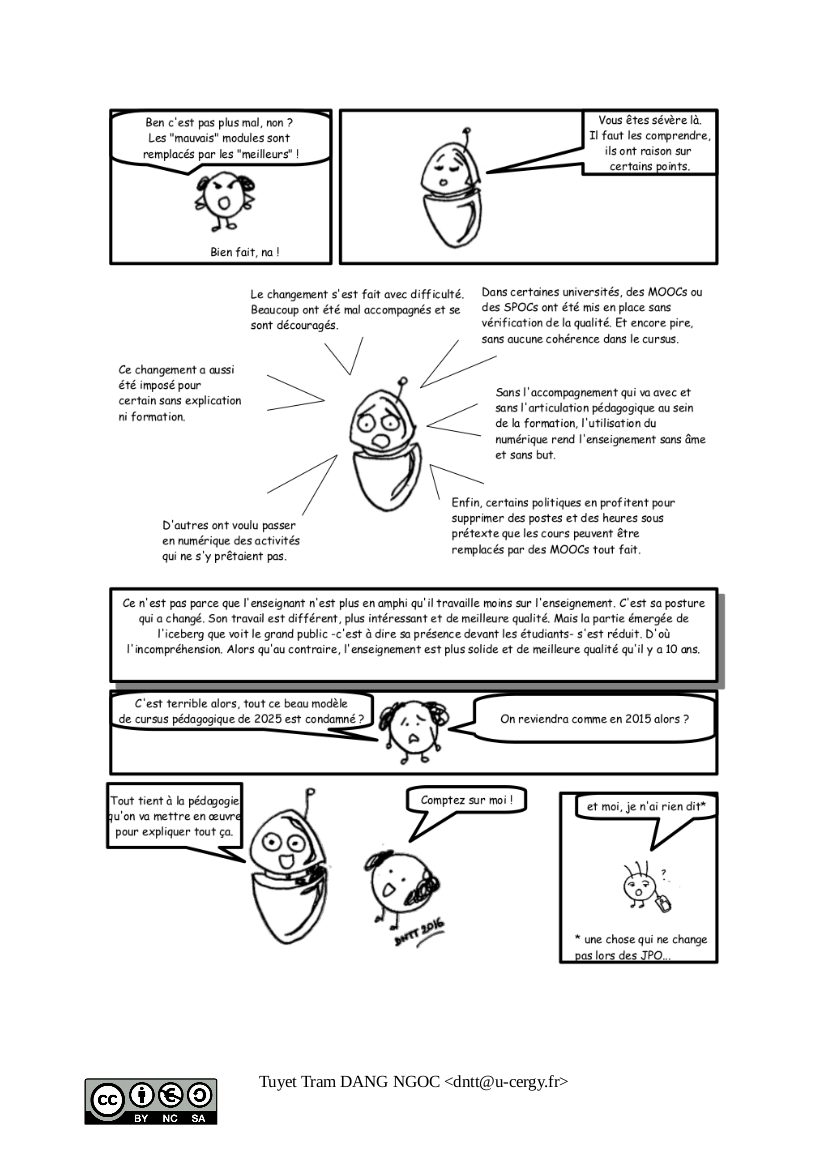 Ben c'est pas plus mal, non ?
Les "mauvais" modules sont
remplacés par les "meilleurs" !
Bien fait, na !
Vous êtes sévère là.
Il faut les comprendre,
ils ont raison sur
certains points.
Le changement s'est fait avec difficulté.
Beaucoup ont été mal accompagnés et se
sont découragés.
Dans certaines universités, des MOOCs ou
des SPOCs ont été mis en place sans
vérification de la qualité. Et encore pire,
sans aucune cohérence dans le cursus.
Ce changement a aussi
été imposé pour
certain sans explication
ni formation.
Sans l'accompagnement qui va avec et
sans l'articulation pédagogique au sein
de la formation, l'utilisation du
numérique rend l'enseignement sans âme
et sans but.
D'autres ont voulu passer
en numérique des activités
qui ne s'y prêtaient pas.
Enfin, certains politiques en profitent pour
supprimer des postes et des heures sous
prétexte que les cours peuvent être
remplacés par des MOOCs tout fait.
Ce n'est pas parce que l'enseignant n'est plus en amphi qu'il travaille moins sur l'enseignement. C'est sa posture
qui a changé. Son travail est différent, plus intéressant et de meilleure qualité. Mais la partie émergée de
l'iceberg que voit le grand public -c'est à dire sa présence devant les étudiants- s'est réduit. D'où
l'incompréhension. Alors qu'au contraire, l'enseignement est plus solide et de meilleure qualité qu'il y a 10 ans.
C'est terrible alors, tout ce beau modèle
de cursus pédagogique de 2025 est condamné ?
On reviendra comme en 2015 alors ?
Tout tient à la pédagogie
qu'on va mettre en œuvre
pour expliquer tout ça.
Comptez sur moi !
DNTT 2016
et moi, je n'ai rien dit*
?
* une chose qui ne change
pas lors des JPO...
Tuyet Tram DANG NGOC <dntt@u-cergy.fr>
cc
BY NC SA